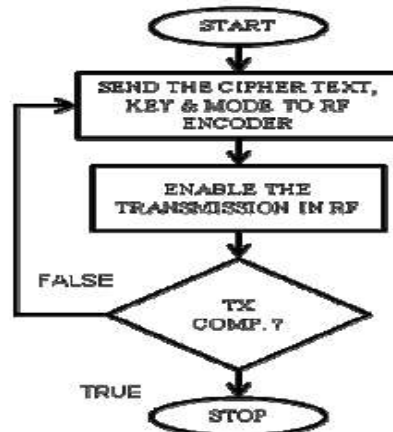 START
SEND THE CIPHER TEXT,
KEY & MODE TO RF
ENCODER
ENABLE THE
TRANSMISSION IN RF
FALSE
TX
COMP. ?
TRUE
STOP